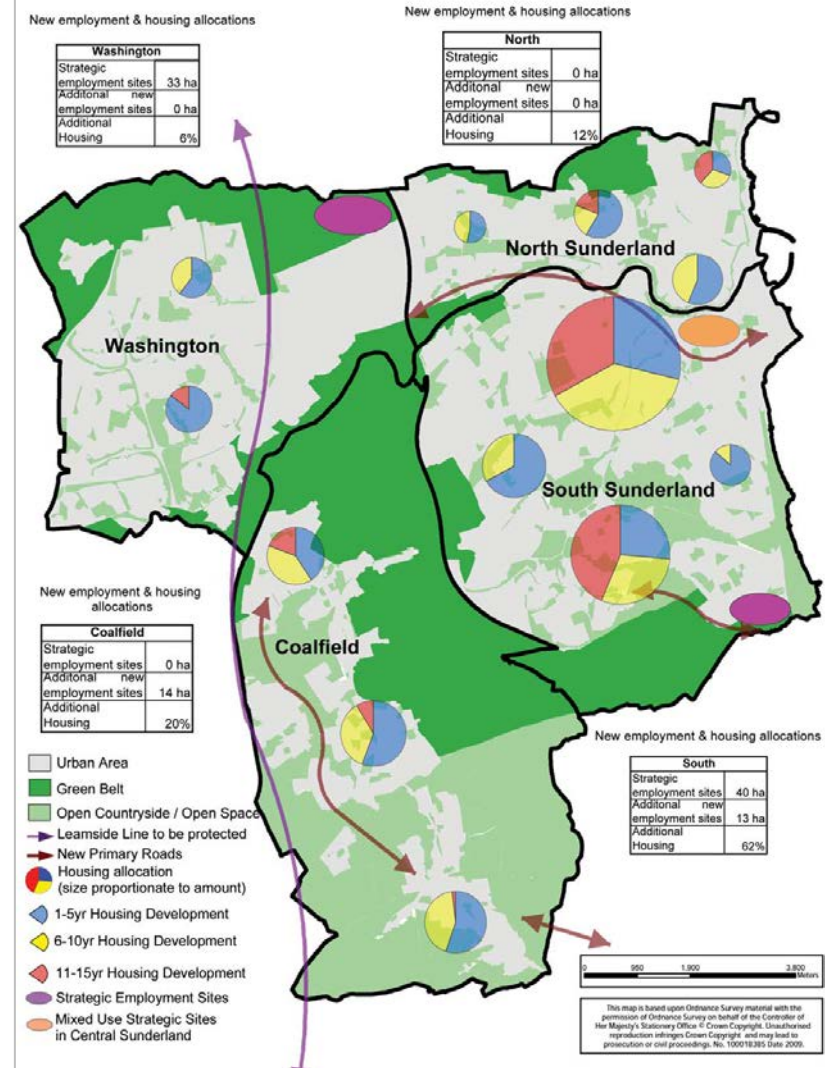 New employment & housing allocations
Washington
Strategic
employment sites 33 ha
Additonal new
employment sites 0 ha
Additional
Housing 6%
New employment & housing allocations
North
Strategic
employment sites 0 ha
Additonal new
employment sites 0 ha
Additional
Housing 12%
North Sunderland
Washington
South Sunderland
New employment & housing
allocations
Coalfield
Strategic
employment sites 0 ha
Additonal new
employment sites 14 ha
Additional
Housing 20%
Coalfield
New employment & housing allocations
South
Strategic
employment sites 40 ha
Additonal new
employment sites 13 ha
Additional
Housing 62%
Urban Area
Green Belt
Open Countryside / Open Space
Leamside Line to be protected
New Primary Roads
Housing allocation
(size proportionate to amount)
1-5yr Housing Development
6-10yr Housing Development
11-15yr Housing Development
Strategic Employment Sites
Mixed Use Strategic Sites
in Central Sunderland
0 950 1,900 3,800
Meters
This map is based upon Ordnance Survey material with the
permission of Ordnance Survey on behalf of the Controller of
Her Majesty's Stationery Office © Crown Copyright. Unauthorised
reproduction infringes Crown Copyright and may lead to
prosecution or civil proceedings. No. 100018385 Date 2009.